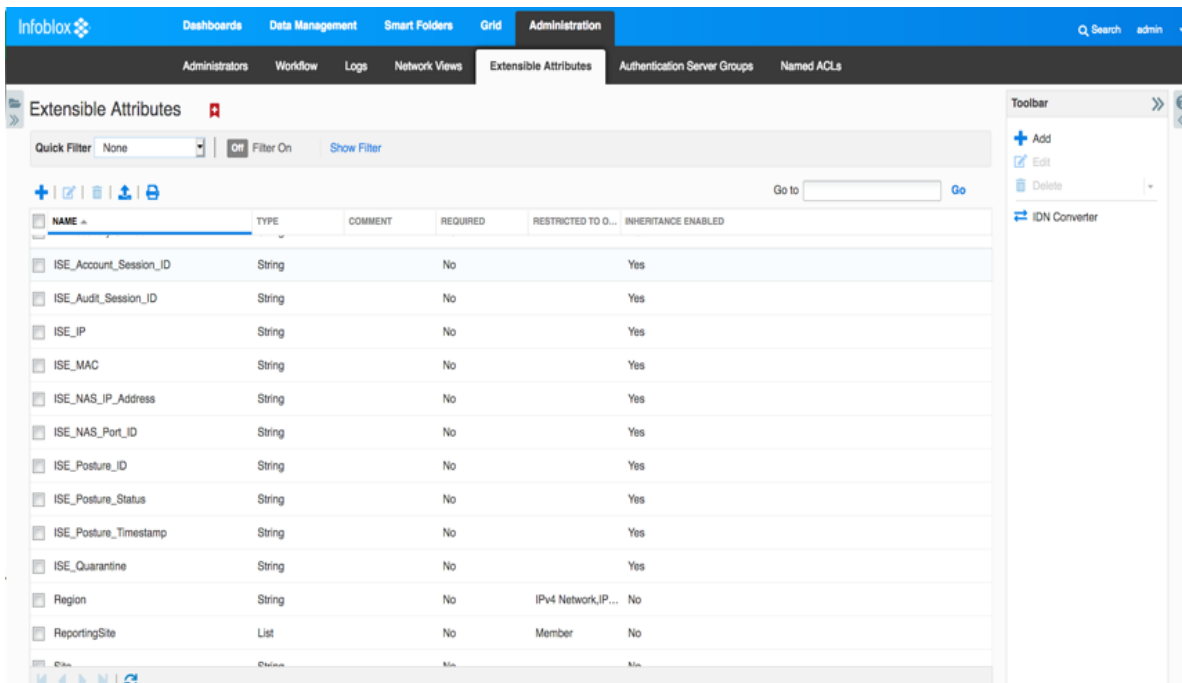 Infoblox Dashboards Data Management Smart Folders Grid Administration Search admin
Administrators Workflow Logs Network Views Extensible Attributes Authentication Server Groups Named ACLs
Extensible Attributes
Toolbar
Quick Filter None Off Filter On Show Filter
Add
Edit
Go to Go
Delete
NAME TYPE COMMENT REQUIRED RESTRICTED TO O... INHERITANCE ENABLED
IDN Converter
ISE_Account_Session_ID String No Yes
ISE_Audit_Session_ID String No Yes
ISE_IP String No Yes
ISE_MAC String No Yes
ISE_NAS_IP_Address String No Yes
ISE_NAS_Port_ID String No Yes
ISE_Posture_ID String No Yes
ISE_Posture_Status String No Yes
ISE_Posture_Timestamp String No Yes
ISE_Quarantine String No Yes
Region String No IPv4 Network,IP... No
ReportingSite List No Member No
Site String No No